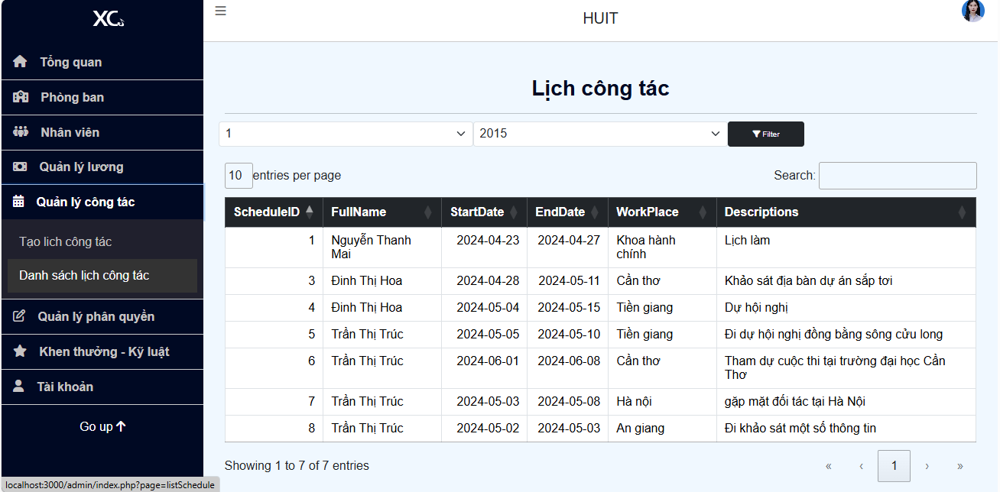 XC
HUIT
Tổng quan
Phòng ban
Nhân viên
Quản lý lương
Quản lý công tác
Tạo lich công tác
Danh sách lịch công tác
Quản lý phân quyền
Khen thưởng - Kỹ luật
Tài khoản
Go up
localhost:3000/admin/index.php?page=listSchedule
Lịch công tác
1 2015 Filter
10 entries per page Search:
ScheduleID FullName StartDate EndDate WorkPlace Descriptions
1 Nguyễn Thanh 2024-04-23 2024-04-27 Khoa hành Lịch làm
Mai chính
3 Đinh Thị Hoa 2024-04-28 2024-05-11 Cần thơ Khảo sát địa bàn dự án sắp tơi
4 Đinh Thị Hoa 2024-05-04 2024-05-15 Tiền giang Dự hội nghị
5 Trần Thị Trúc 2024-05-05 2024-05-10 Tiền giang Đi dự hội nghị đồng bằng sông cửu long
6 Trần Thị Trúc 2024-06-01 2024-06-08 Cần thơ Tham dự cuộc thi tại trường đại học Cần
Thơ
7 Trần Thị Trúc 2024-05-03 2024-05-08 Hà nội gặp mặt đối tác tại Hà Nội
8 Trần Thị Trúc 2024-05-02 2024-05-03 An giang Đi khảo sát một số thông tin
Showing 1 to 7 of 7 entries « ‹ 1 › »